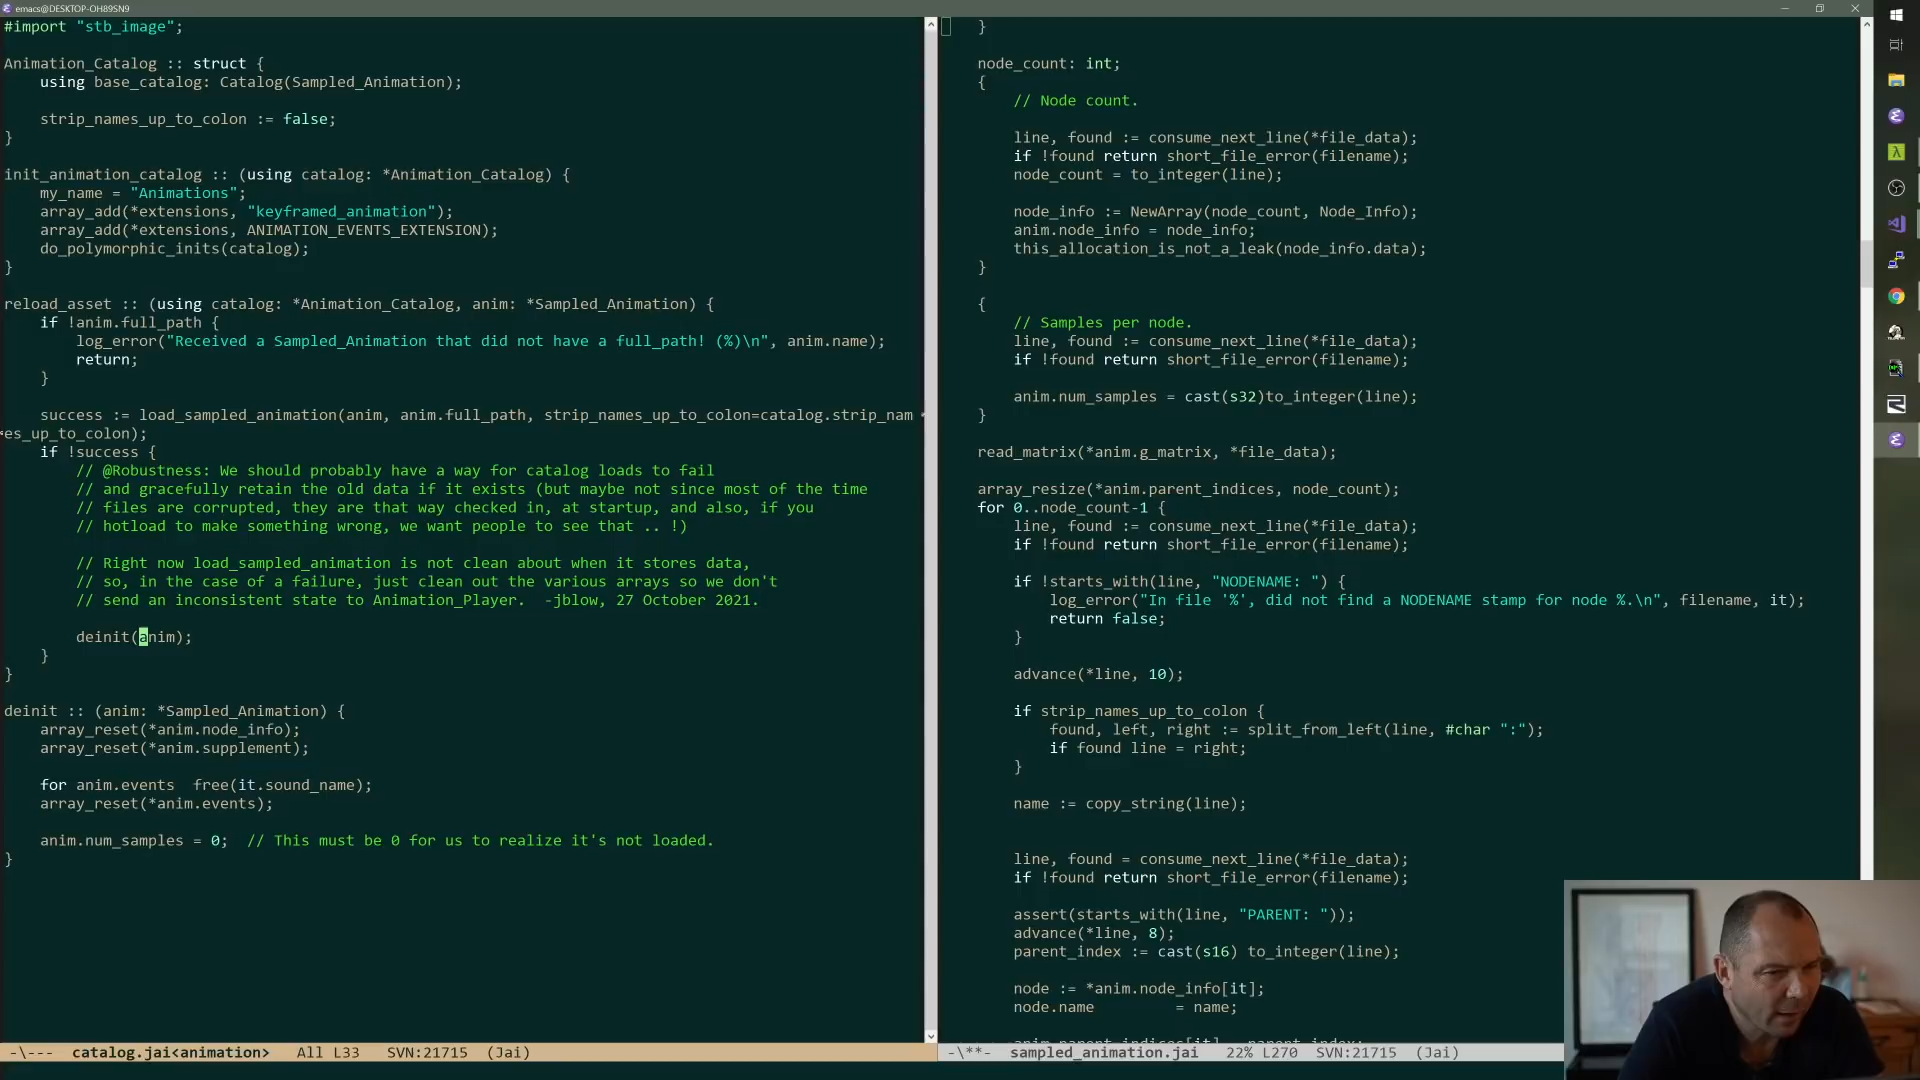 emacs@DESKTOP-OH89SN9
#import "stb_image";
Animation_Catalog :: struct {
using base_catalog: Catalog(Sampled_Animation);
strip_names_up_to_colon := false;
}
init_animation_catalog :: (using catalog: *Animation_Catalog) {
my_name = "Animations";
array_add(*extensions, "keyframed_animation");
array_add(*extensions, ANIMATION_EVENTS_EXTENSION);
do_polymorphic_inits(catalog);
}
reload_asset :: (using catalog: *Animation_Catalog, anim: *Sampled_Animation) {
if !anim.full_path {
log_error("Received a Sampled_Animation that did not have a full_path! (%)\n", anim.name);
return;
}
success := load_sampled_animation(anim, anim.full_path, strip_names_up_to_colon=catalog.strip_nam
es_up_to_colon);
if !success {
// @Robustness: We should probably have a way for catalog loads to fail
// and gracefully retain the old data if it exists (but maybe not since most of the time
// files are corrupted, they are that way checked in, at startup, and also, if you
// hotload to make something wrong, we want people to see that .. !)
// Right now load_sampled_animation is not clean about when it stores data,
// so, in the case of a failure, just clean out the various arrays so we don't
// send an inconsistent state to Animation_Player.  -jblow, 27 October 2021.
deinit(anim);
}
}
deinit :: (anim: *Sampled_Animation) {
array_reset(*anim.node_info);
array_reset(*anim.supplement);
for anim.events  free(it.sound_name);
array_reset(*anim.events);
anim.num_samples = 0;  // This must be 0 for us to realize it's not loaded.
}
-\---  catalog.jai<animation>   All L33   SVN:21715  (Jai)
}
node_count: int;
{
// Node count.
line, found := consume_next_line(*file_data);
if !found return short_file_error(filename);
node_count = to_integer(line);
node_info := NewArray(node_count, Node_Info);
anim.node_info = node_info;
this_allocation_is_not_a_leak(node_info.data);
}
{
// Samples per node.
line, found := consume_next_line(*file_data);
if !found return short_file_error(filename);
anim.num_samples = cast(s32)to_integer(line);
}
read_matrix(*anim.g_matrix, *file_data);
array_resize(*anim.parent_indices, node_count);
for 0..node_count-1 {
line, found := consume_next_line(*file_data);
if !found return short_file_error(filename);
if !starts_with(line, "NODENAME: ") {
log_error("In file '%', did not find a NODENAME stamp for node %.\n", filename, it);
return false;
}
advance(*line, 10);
if strip_names_up_to_colon {
found, left, right := split_from_left(line, #char ":");
if found line = right;
}
name := copy_string(line);
line, found = consume_next_line(*file_data);
if !found return short_file_error(filename);
assert(starts_with(line, "PARENT: "));
advance(*line, 8);
parent_index := cast(s16) to_integer(line);
node := *anim.node_info[it];
node.name         = name;
-\**-  sampled_animation.jai   22% L270  SVN:21715  (Jai)